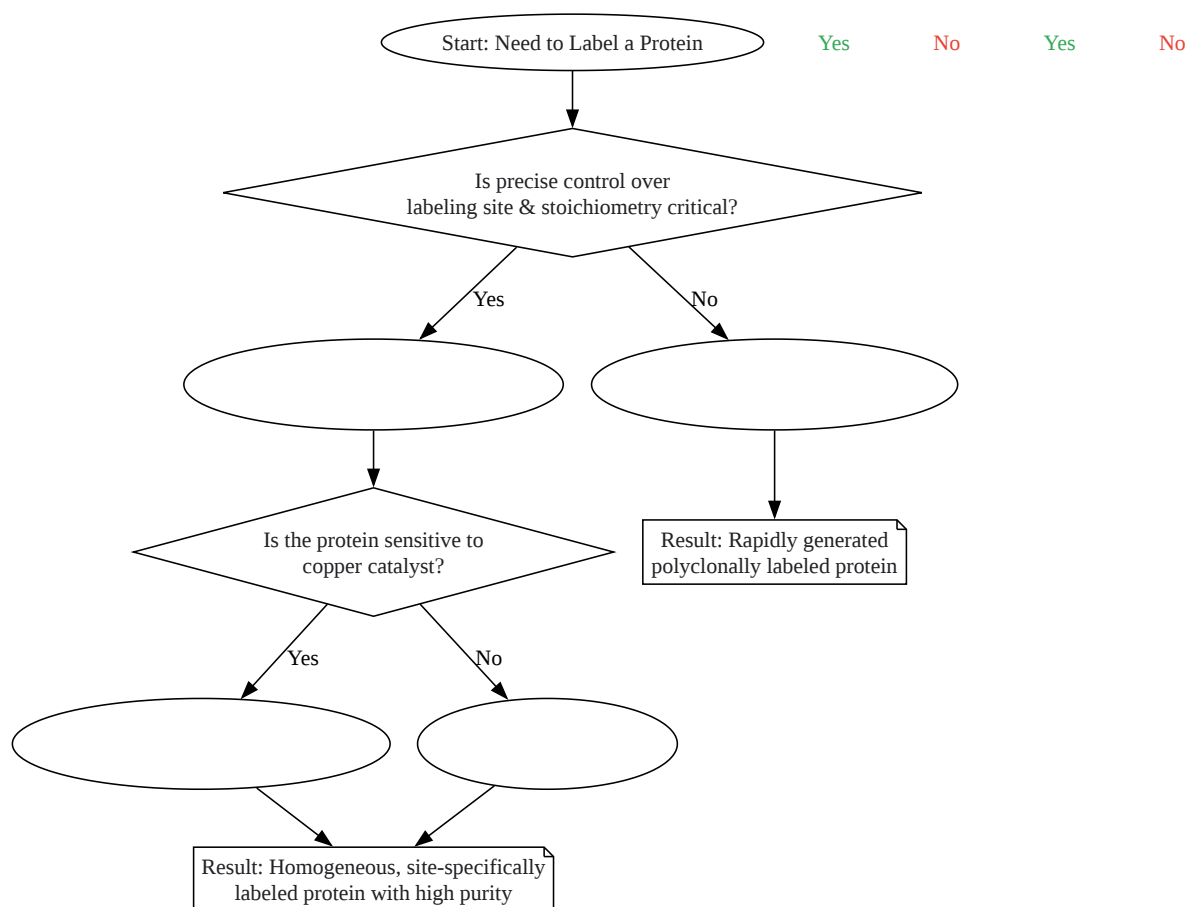 Start: Need to Label a Protein
Yes
No
Yes
No
Is precise control over
labeling site & stoichiometry critical?
Yes
No
Is the protein sensitive to
copper catalyst?
Result: Rapidly generated
polyclonally labeled protein
Yes
No
Result: Homogeneous, site-specifically
labeled protein with high purity